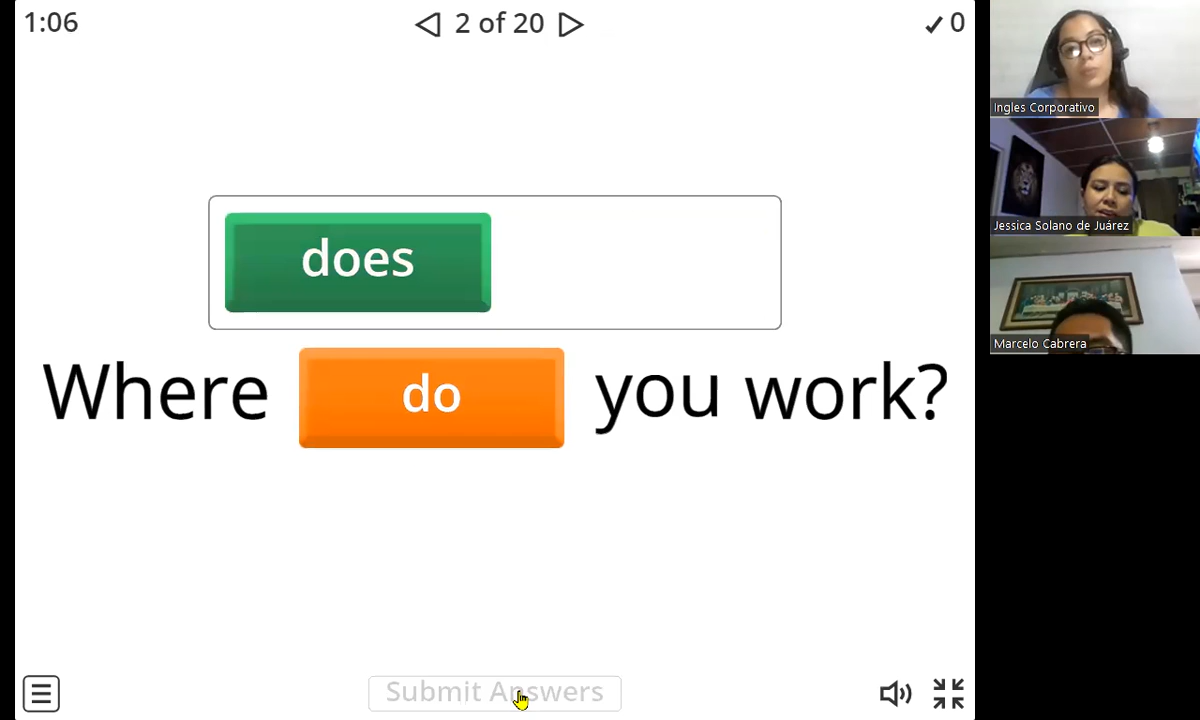 1:06
2 of 20
0
does
Where do you work?
Submit Answers
Ingles Corporativo
Jessica Solano de Juárez
Marcelo Cabrera